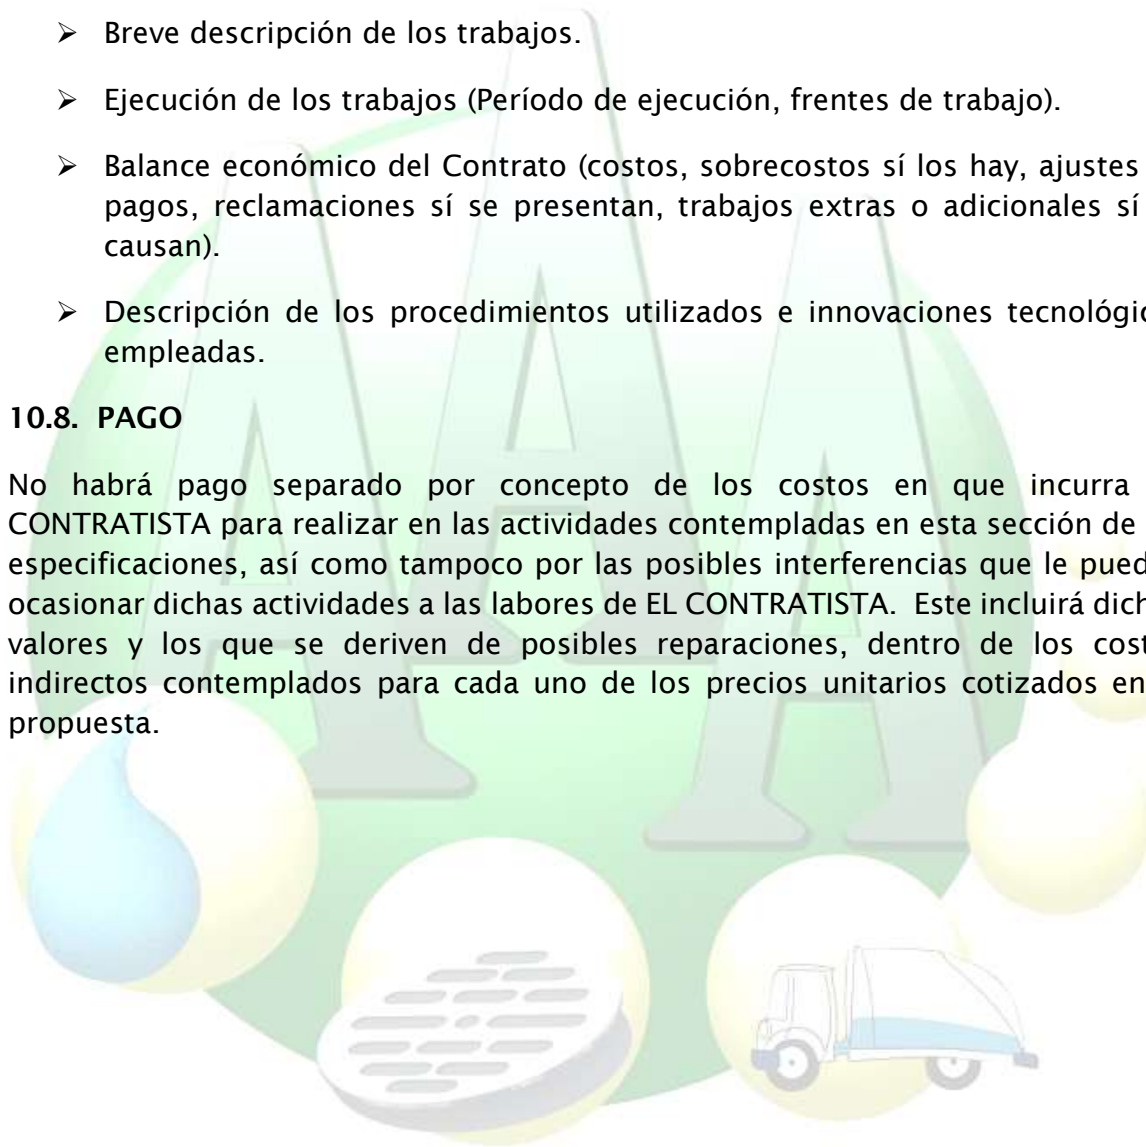 ➢ Breve descripción de los trabajos.
➢ Ejecución de los trabajos (Período de ejecución, frentes de trabajo).
➢ Balance económico del Contrato (costos, sobrecostos sí los hay, ajustes
pagos, reclamaciones sí se presentan, trabajos extras o adicionales sí
causan).
➢ Descripción de los procedimientos utilizados e innovaciones tecnológic
empleadas.
10.8. PAGO
No habrá pago separado por concepto de los costos en que incurra
CONTRATISTA para realizar en las actividades contempladas en esta sección de
especificaciones, así como tampoco por las posibles interferencias que le pued
ocasionar dichas actividades a las labores de EL CONTRATISTA. Este incluirá dich
valores y los que se deriven de posibles reparaciones, dentro de los cost
indirectos contemplados para cada uno de los precios unitarios cotizados en
propuesta.
AAA